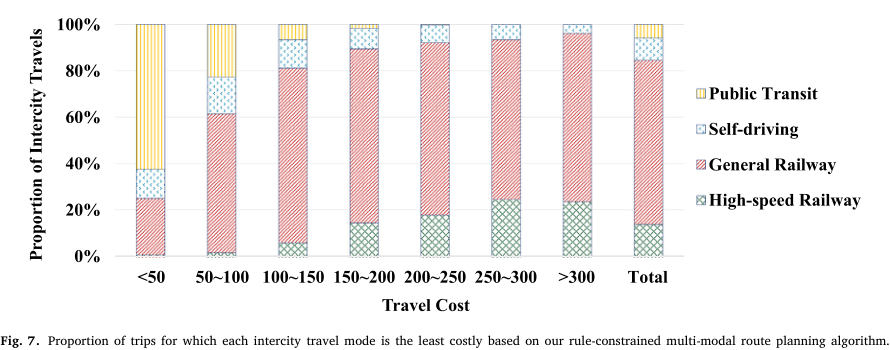 100%
80%
60%
40%
20%
0%
Proportion of Intercity Travels
<50 50~100 100~150 150~200 200~250 250~300 >300 Total
Travel Cost
Public Transit
Self-driving
General Railway
High-speed Railway
Fig. 7. Proportion of trips for which each intercity travel mode is the least costly based on our rule-constrained multi-modal route planning algorithm.